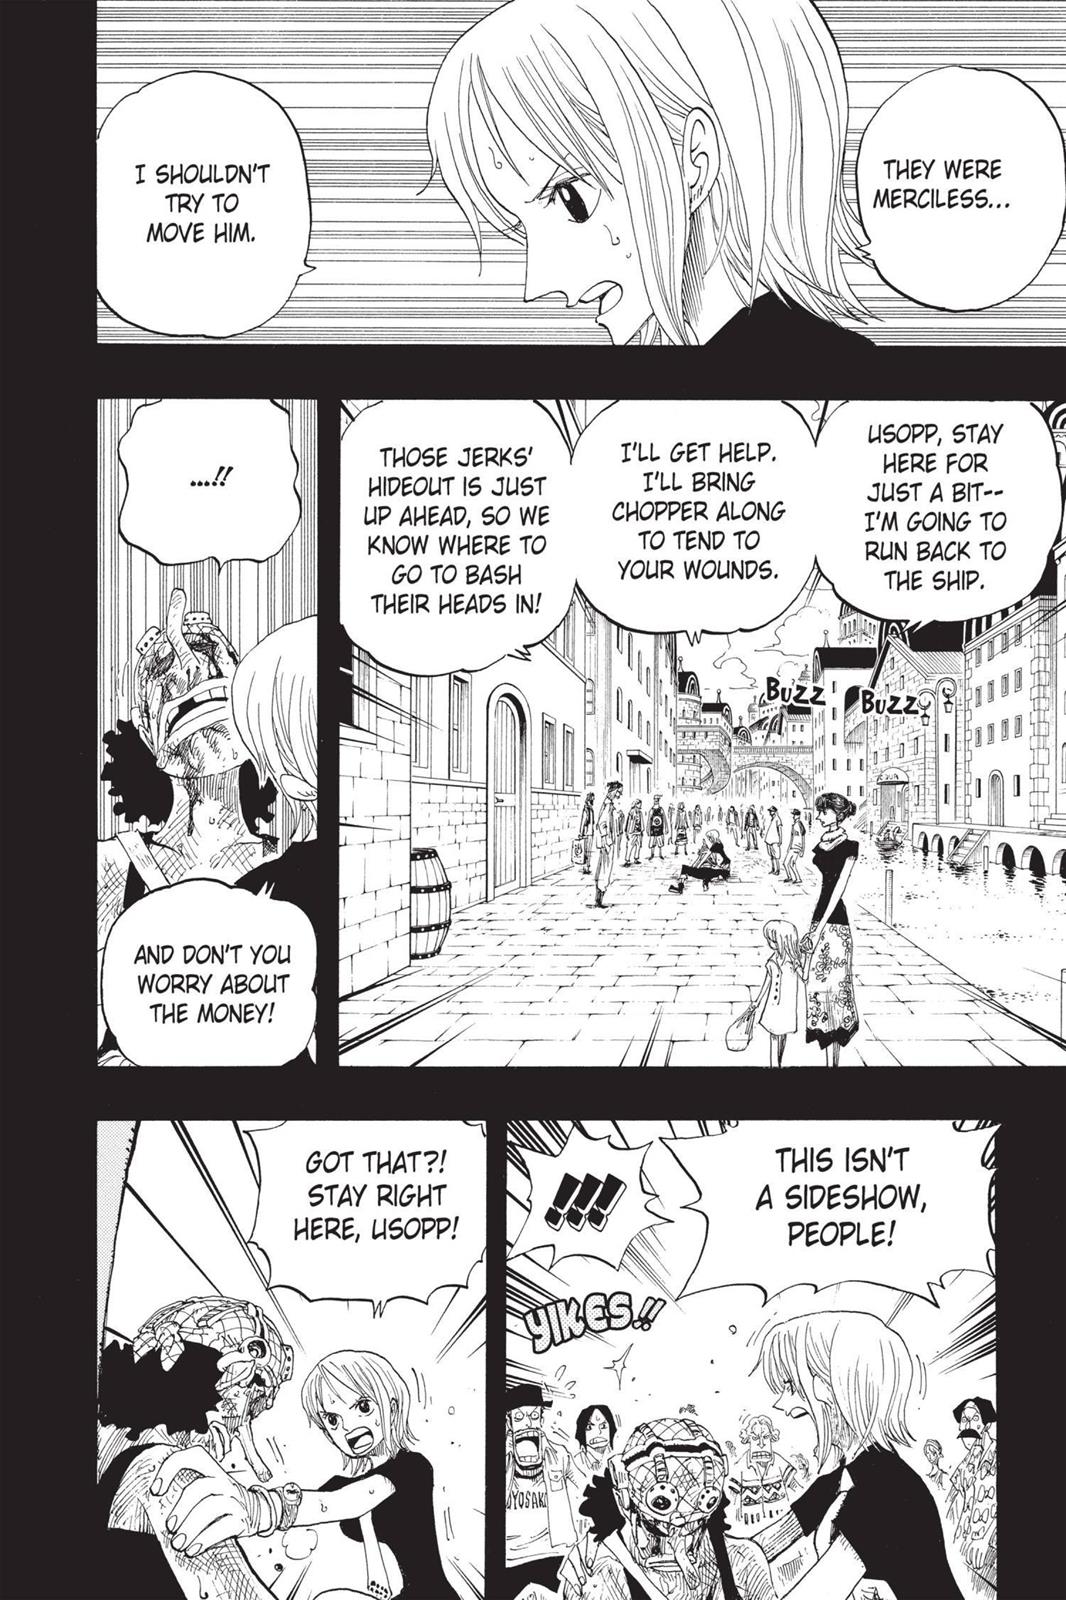 THEY WERE
MERCILESS...
I SHOULDN'T
TRY TO
MOVE HIM.
USOPP, STAY
HERE FOR
JUST A BIT--
I'M GOING TO
RUN BACK TO
THE SHIP.
I'LL GET HELP.
I'LL BRING
CHOPPER ALONG
TO TEND TO
YOUR WOUNDS.
THOSE JERKS'
HIDEOUT IS JUST
UP AHEAD, SO WE
KNOW WHERE TO
GO TO BASH
THEIR HEADS IN!
BUZZ
BUZZ
...!!
AND DON'T YOU
WORRY ABOUT
THE MONEY!
THIS ISN'T
A SIDESHOW,
PEOPLE!
!!!!
YIKES!!
GOT THAT?!
STAY RIGHT
HERE, USOPP!